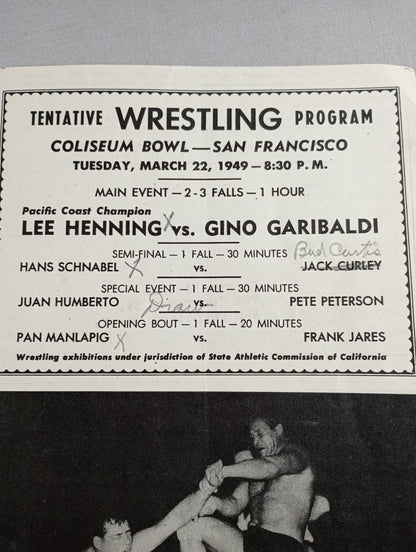 TENTATIVE WRESTLING PROGRAM
COLISEUM BOWL — SAN FRANCISCO
TUESDAY, MARCH 22, 1949 — 8:30 P. M.
MAIN EVENT — 2-3 FALLS — 1 HOUR
Pacific Coast Champion
LEE HENNING X vs. GINO GARIBALDI
SEMI-FINAL — 1 FALL — 30 MINUTES Bud Curtis
HANS SCHNABEL X vs. JACK CURLEY
SPECIAL EVENT — 1 FALL — 30 MINUTES
JUAN HUMBERTO Draw vs. PETE PETERSON
OPENING BOUT — 1 FALL — 20 MINUTES
PAN MANLAPIG X vs. FRANK JARES
Wrestling exhibitions under jurisdiction of State Athletic Commission of California